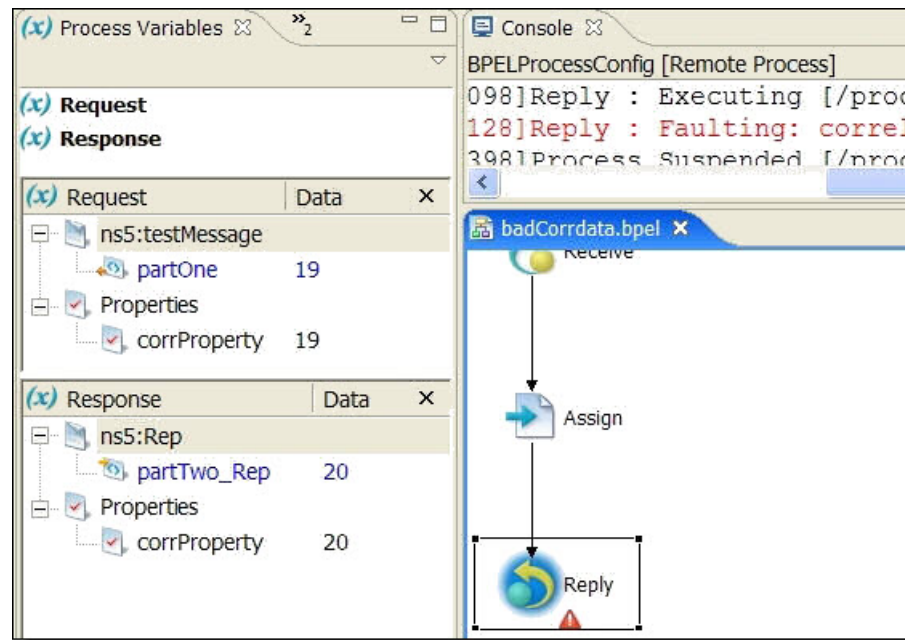 (x) Process Variables
»2
(x) Request
(x) Response
(x) Request Data
ns5:testMessage
partOne 19
Properties
corrProperty 19
(x) Response Data
ns5:Rep
partTwo_Rep 20
Properties
corrProperty 20
Console
BPELProcessConfig [Remote Process]
098]Reply : Executing [/proc
128]Reply : Faulting: correl
398]Process Suspended [/proc
badCorrdata.bpel
Receive
Assign
Reply